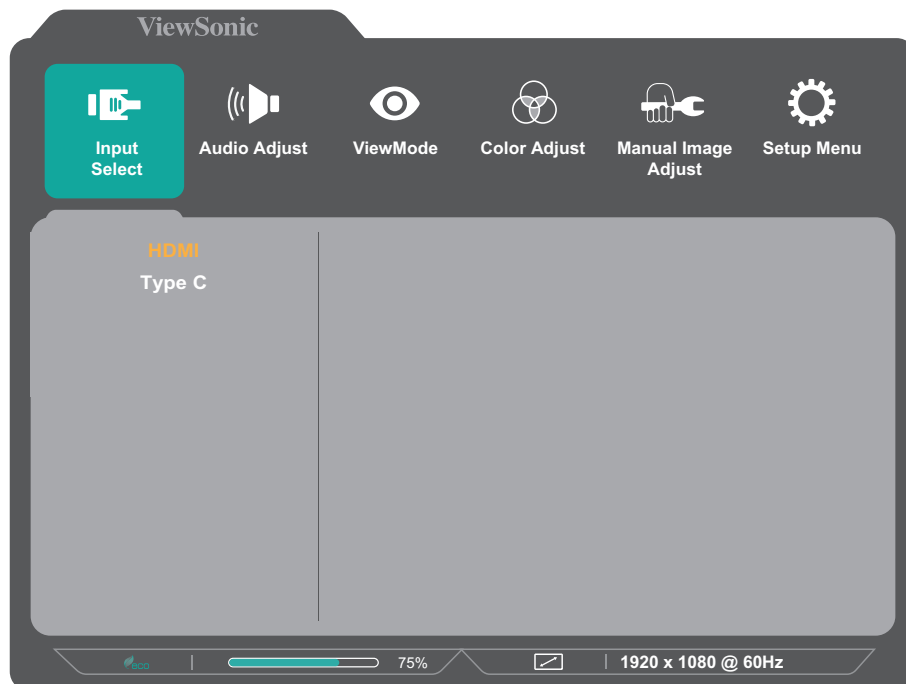 ViewSonic
Input
Select
Audio Adjust
ViewMode
Color Adjust
Manual Image
Adjust
Setup Menu
HDMI
Type C
ECO
75%
1920 x 1080 @ 60Hz